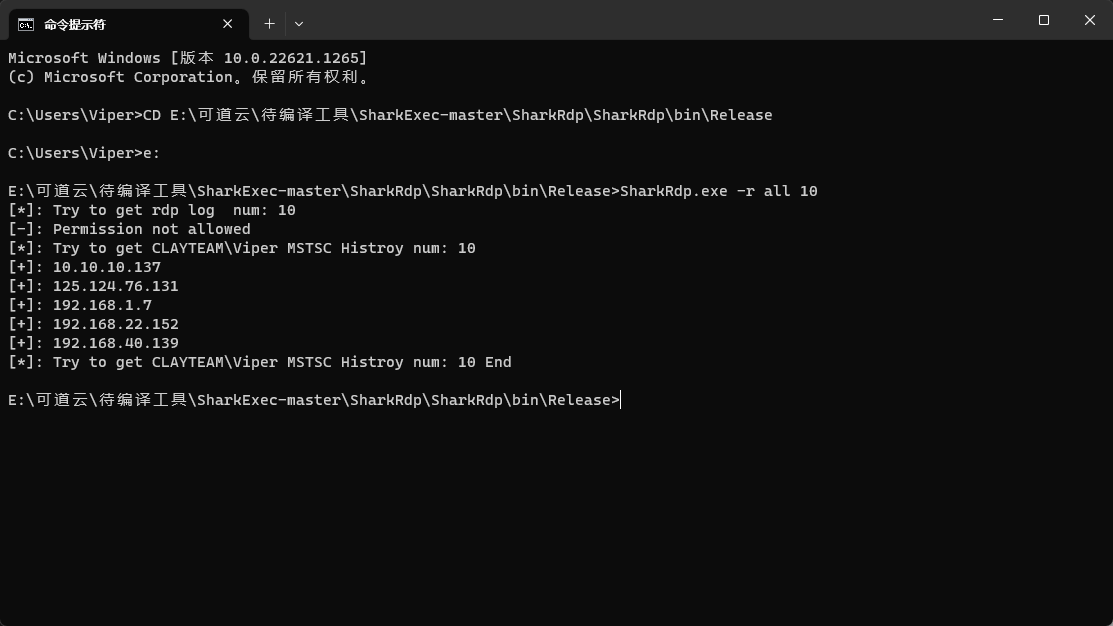 命令提示符
Microsoft Windows [版本 10.0.22621.1265]
(c) Microsoft Corporation。保留所有权利。
C:\Users\Viper>CD E:\可道云\待编译工具\SharkExec-master\SharkRdp\SharkRdp\bin\Release
C:\Users\Viper>e:
E:\可道云\待编译工具\SharkExec-master\SharkRdp\SharkRdp\bin\Release>SharkRdp.exe -r all 10
[*]: Try to get rdp log  num: 10
[-]: Permission not allowed
[*]: Try to get CLAYTEAM\Viper MSTSC Histroy num: 10
[+]: 10.10.10.137
[+]: 125.124.76.131
[+]: 192.168.1.7
[+]: 192.168.22.152
[+]: 192.168.40.139
[*]: Try to get CLAYTEAM\Viper MSTSC Histroy num: 10 End
E:\可道云\待编译工具\SharkExec-master\SharkRdp\SharkRdp\bin\Release>